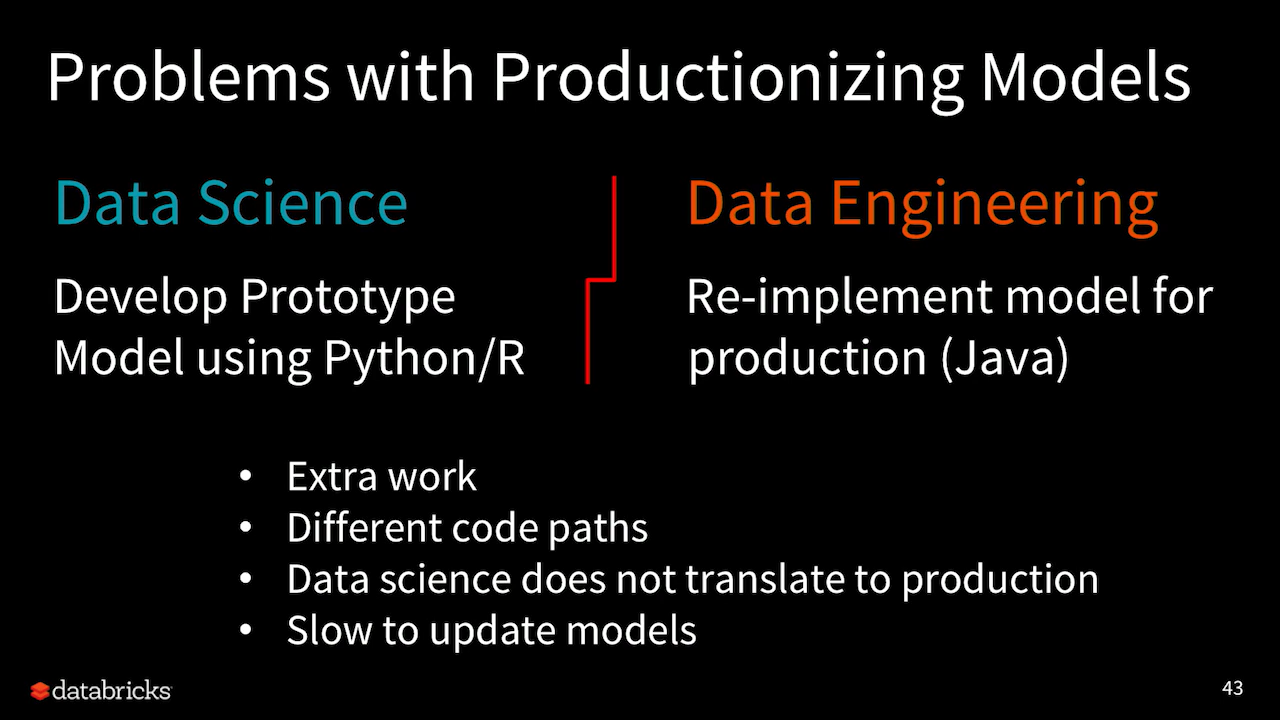 Problems with Productionizing Models
Data Science
Develop Prototype
Model using Python/R
Data Engineering
Re-implement model for
production (Java)
• Extra work
• Different code paths
• Data science does not translate to production
• Slow to update models
databricks
43